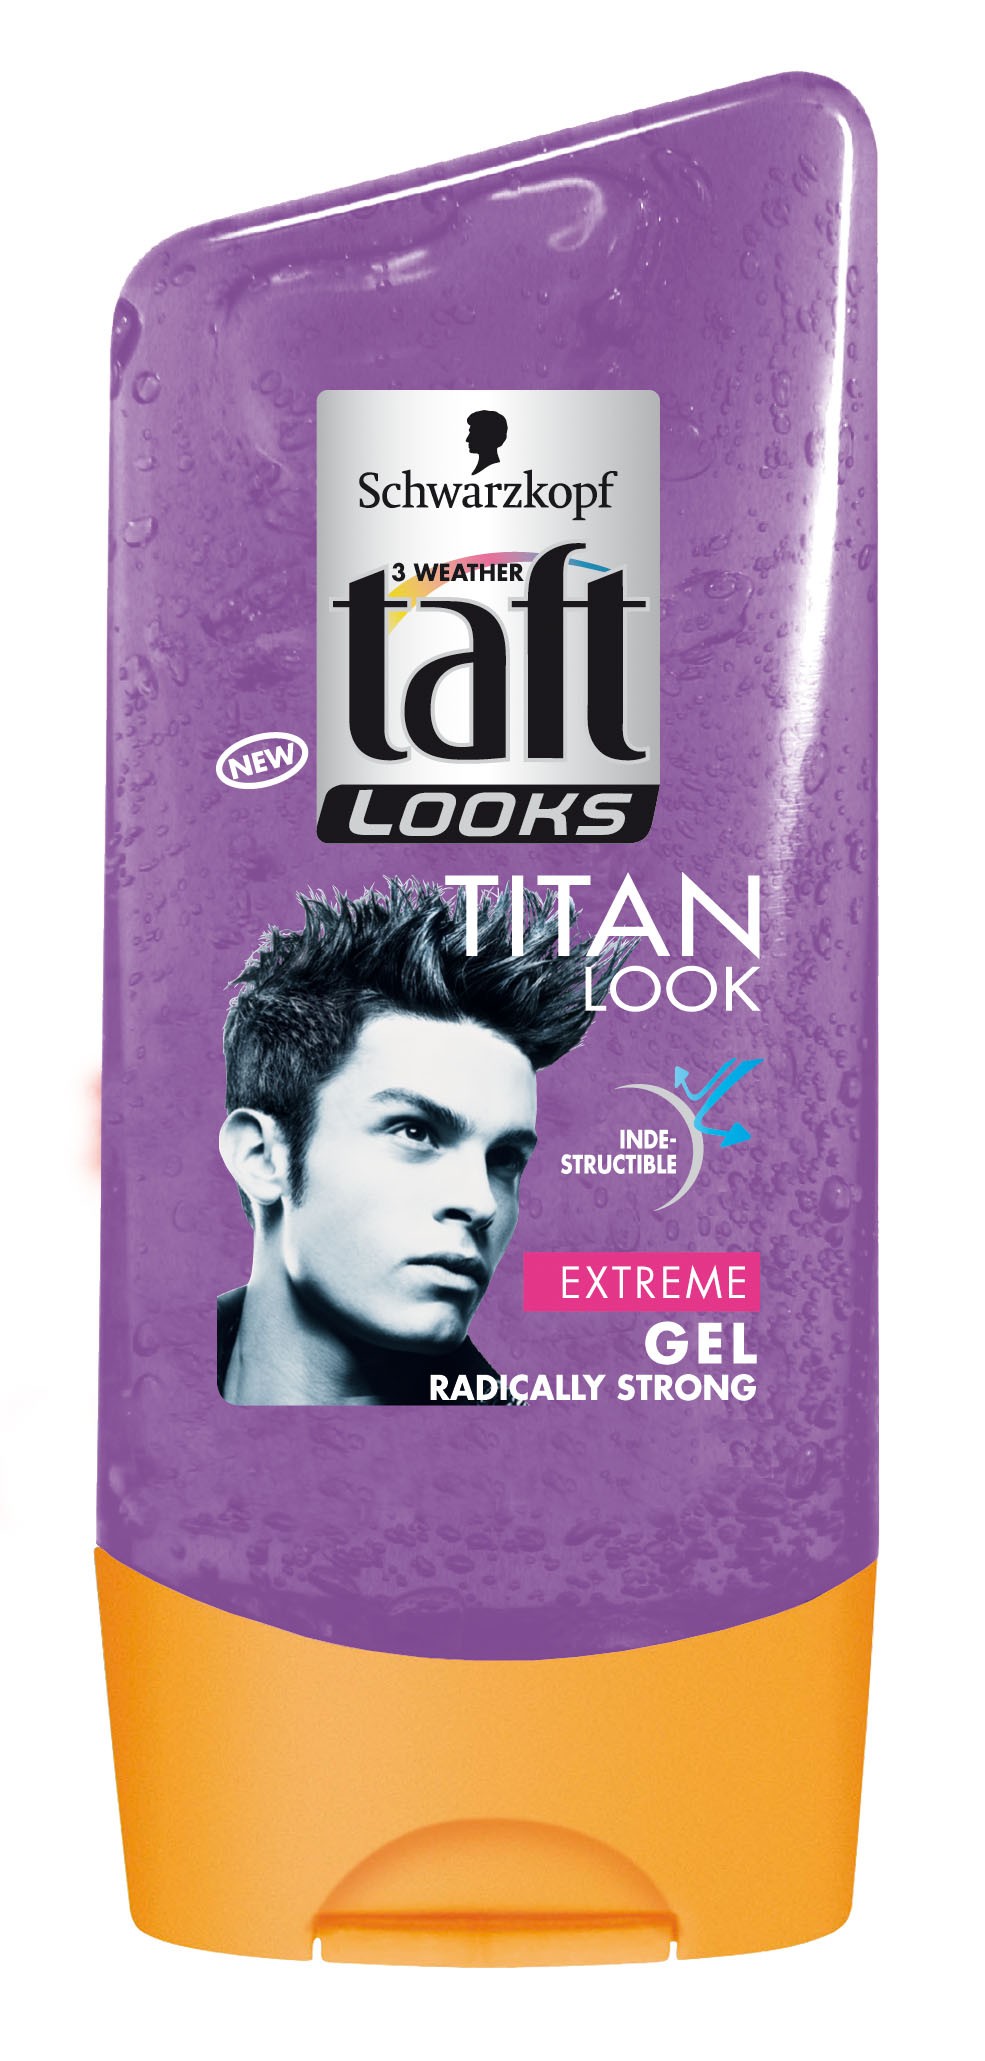 Schwarzkopf
3 WEATHER
taft
LOOKS
NEW
TITAN
LOOK
INDE-
STRUCTIBLE
EXTREME
GEL
RADICALLY STRONG